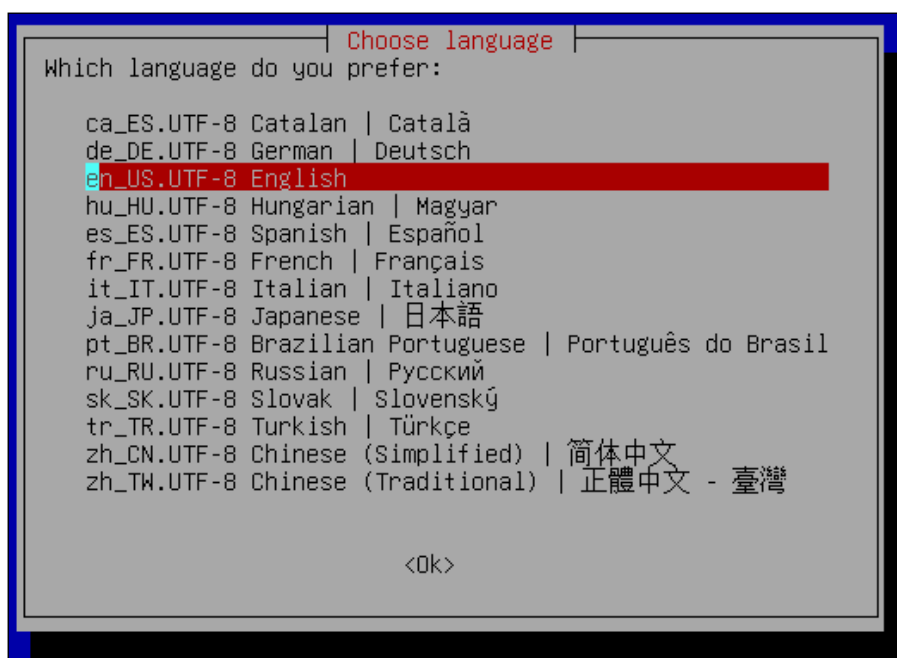 Choose language
Which language do you prefer:
ca_ES.UTF-8 Catalan | Català
de_DE.UTF-8 German | Deutsch
en_US.UTF-8 English
hu_HU.UTF-8 Hungarian | Magyar
es_ES.UTF-8 Spanish | Español
fr_FR.UTF-8 French | Français
it_IT.UTF-8 Italian | Italiano
ja_JP.UTF-8 Japanese | 日本語
pt_BR.UTF-8 Brazilian Portuguese | Português do Brasil
ru_RU.UTF-8 Russian | Русский
sk_SK.UTF-8 Slovak | Slovenský
tr_TR.UTF-8 Turkish | Türkçe
zh_CN.UTF-8 Chinese (Simplified) | 简体中文
zh_TW.UTF-8 Chinese (Traditional) | 正體中文 - 臺灣
<Ok>